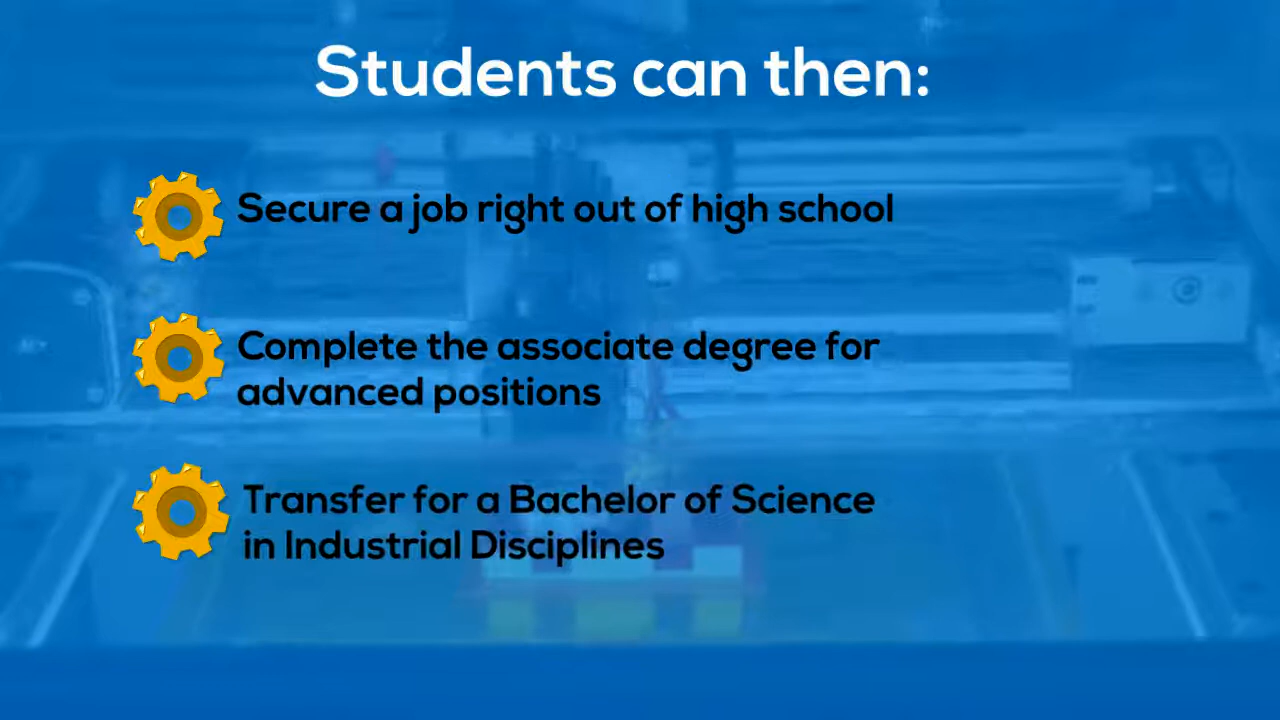 Students can then:
Secure a job right out of high school
Complete the associate degree for
advanced positions
Transfer for a Bachelor of Science
in Industrial Disciplines